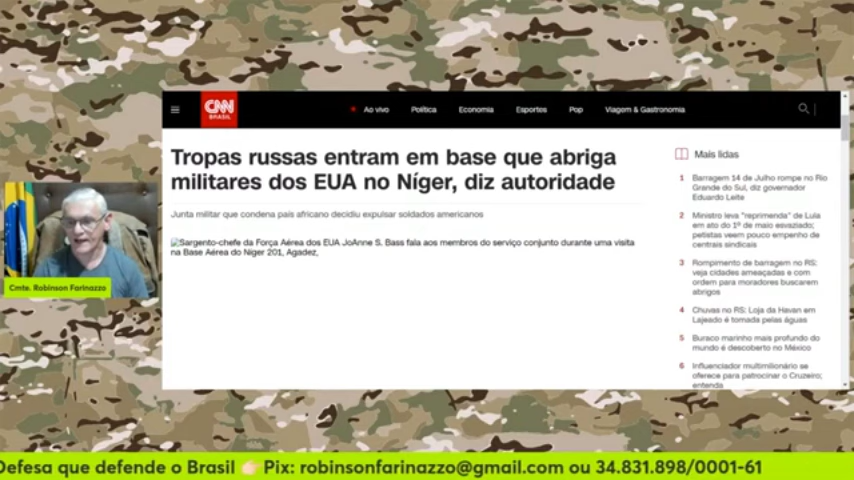 CNN
BRASIL
Ao vivo Política Economia Esportes Pop Viagem & Gastronomia
Tropas russas entram em base que abriga
militares dos EUA no Níger, diz autoridade
Junta militar que condena país africano decidiu expulsar soldados americanos
Sargento-chefe da Força Aérea dos EUA JoAnne S. Bass fala aos membros do serviço conjunto durante uma visita
na Base Aérea do Níger 201, Agadez,
Mais lidas
1 Barragem 14 de Julho rompe no Rio
Grande do Sul, diz governador
Eduardo Leite
2 Ministro leva "reprimenda" de Lula
em ato do 1º de maio esvaziado;
petistas veem pouco empenho de
centrais sindicais
3 Rompimento de barragem no RS:
veja cidades ameaçadas e com
ordem para moradores buscarem
abrigos
4 Chuvas no RS: Loja da Havan em
Lajeado é tomada pelas águas
5 Buraco marinho mais profundo do
mundo é descoberto no México
6 Influenciador multimilionário se
oferece para patrocinar o Cruzeiro;
entenda
Cmte. Robinson Farinazzo
Defesa que defende o Brasil 👉🏻 Pix: robinsonfarinazzo@gmail.com ou 34.831.898/0001-61